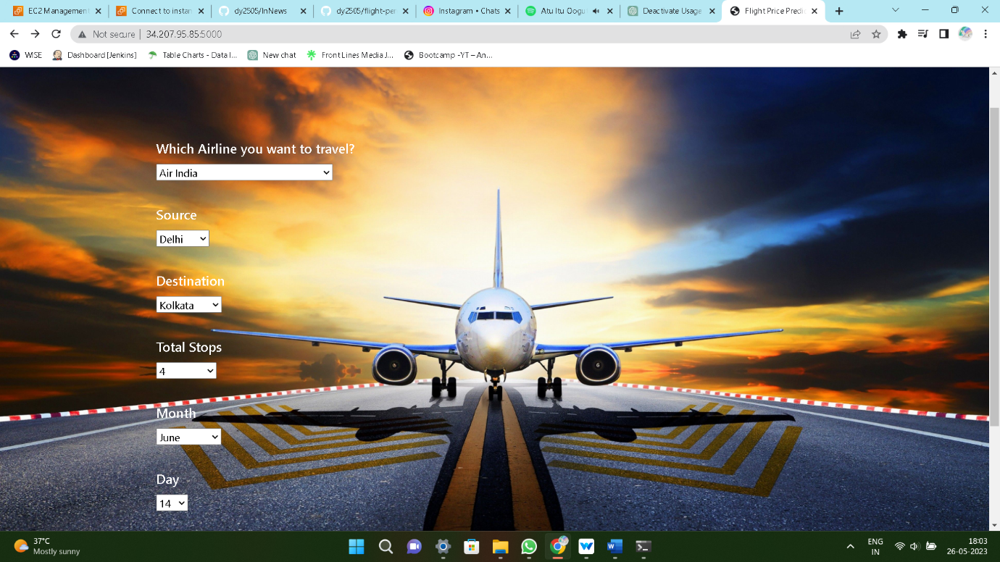 EC2 Management
Connect to instan
dy2505/InNews
dy2505/flight-per
Instagram • Chats
Atu Itu Oogu
Deactivate Usage
Flight Price Predi
Not secure | 34.207.95.85:5000
WISE
Dashboard [Jenkins]
Table Charts - Data I...
New chat
Front Lines Media J...
Bootcamp -YT – An...
Which Airline you want to travel?
Air India
Source
Delhi
Destination
Kolkata
Total Stops
4
Month
June
Day
14
37°C
Mostly sunny
ENG
IN
18:03
26-05-2023